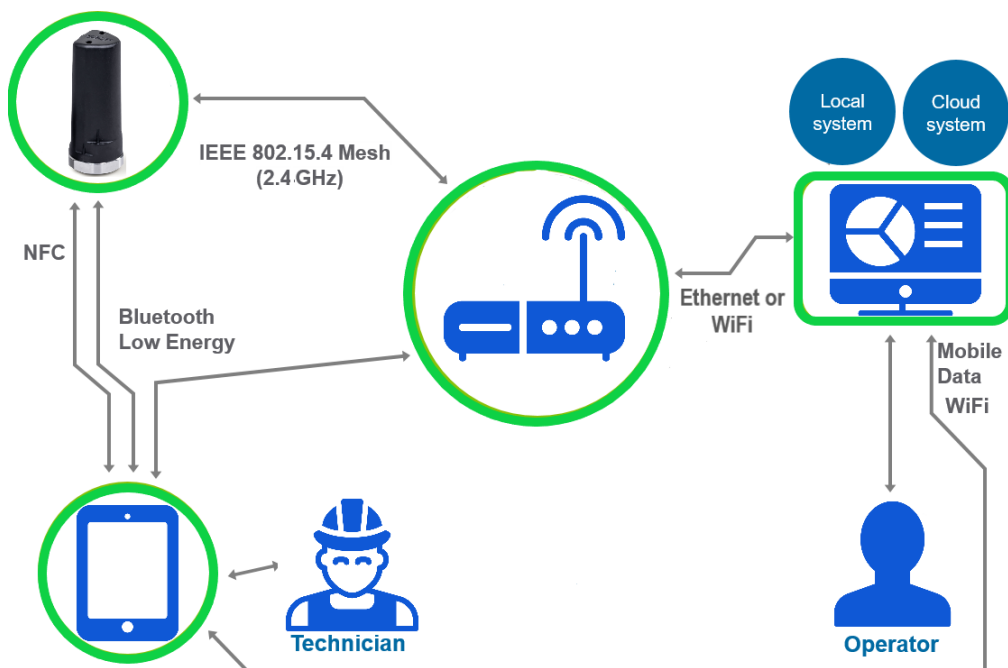 Local
system
Cloud
system
IEEE 802.15.4 Mesh
(2.4 GHz)
NFC
Ethernet or
WiFi
Bluetooth
Low Energy
Mobile
Data
WiFi
Technician
Operator